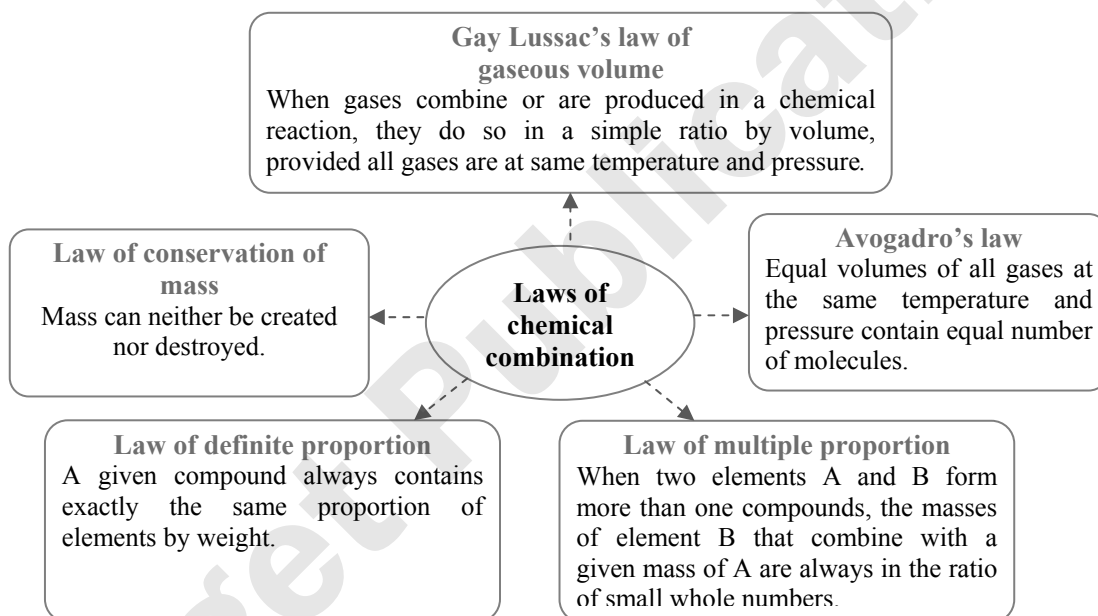 Gay Lussac's law of
gaseous volume
When gases combine or are produced in a chemical
reaction, they do so in a simple ratio by volume,
provided all gases are at same temperature and pressure.
Law of conservation of
mass
Mass can neither be created
nor destroyed.
Laws of
chemical
combination
Avogadro's law
Equal volumes of all gases at
the same temperature and
pressure contain equal number
of molecules.
Law of definite proportion
A given compound always contains
exactly the same proportion of
elements by weight.
Law of multiple proportion
When two elements A and B form
more than one compounds, the masses
of element B that combine with a
given mass of A are always in the ratio
of small whole numbers.